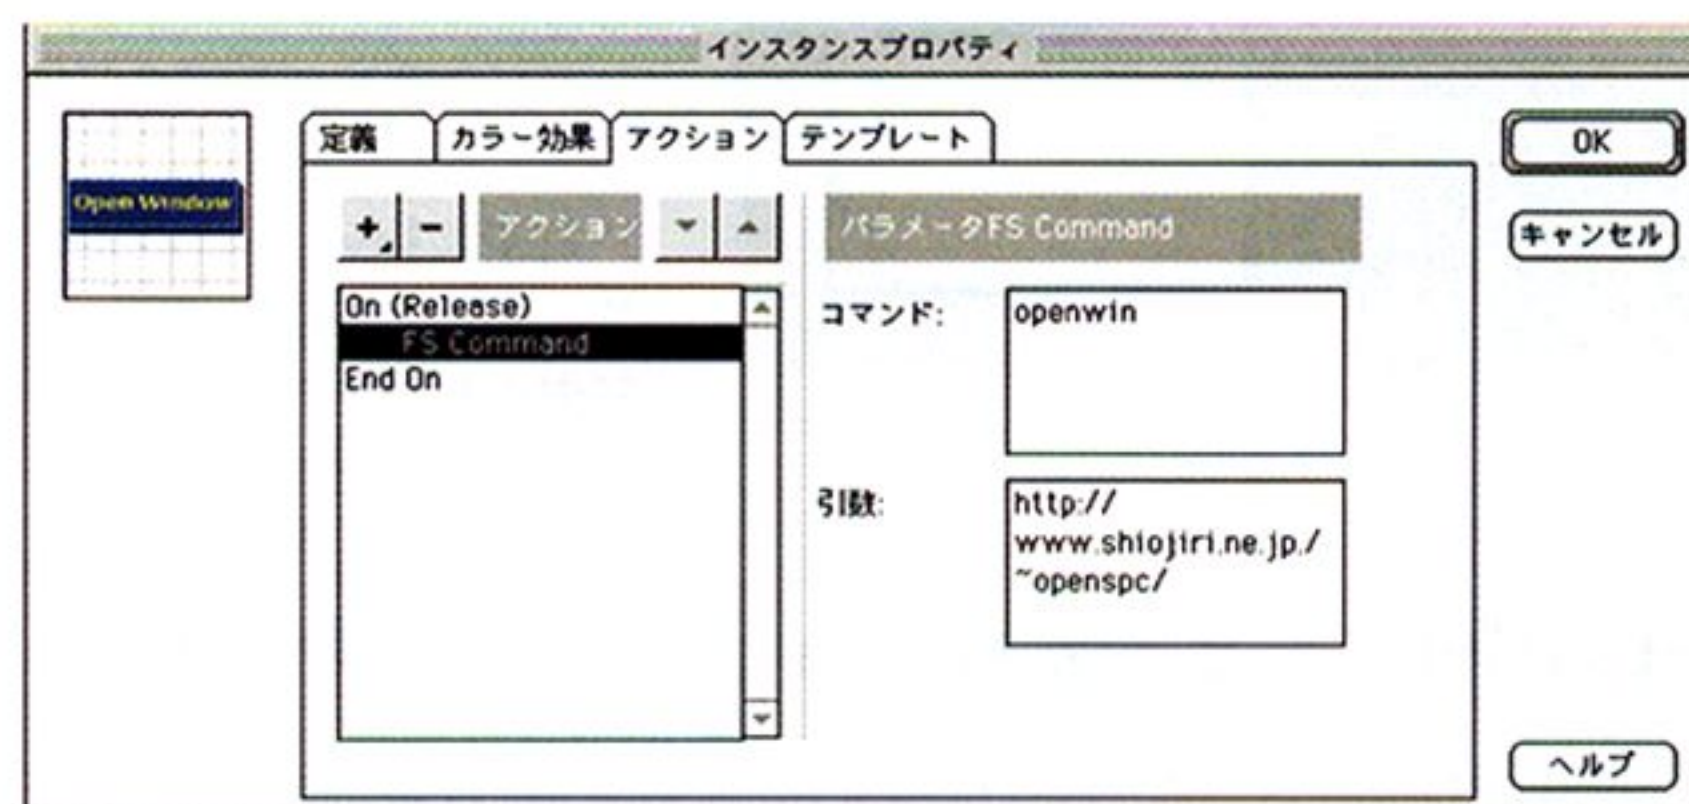 インスタンスプロパティ
Open Window
定義
カラー効果
アクション
テンプレート
OK
キャンセル
+
-
アクション
パラメータFS Command
On (Release)
FS Command
End On
コマンド:
openwin
引数:
http://
www.shiojiri.ne.jp./
~openspc/
ヘルプ